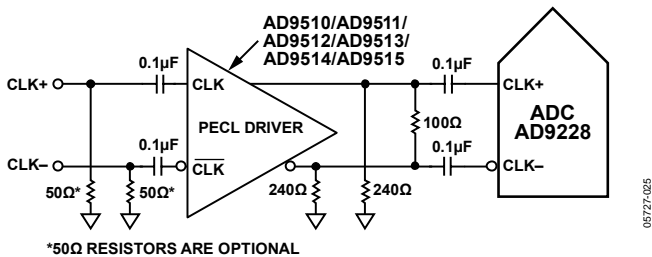 AD9510/AD9511/
AD9512/AD9513/
AD9514/AD9515
0.1µF
0.1µF
CLK+
CLK
CLK+
ADC
AD9228
PECL DRIVER
100Ω
0.1µF
0.1µF
CLK–
CLK
CLK–
50Ω*
50Ω*
240Ω
240Ω
*50Ω RESISTORS ARE OPTIONAL
05727-025